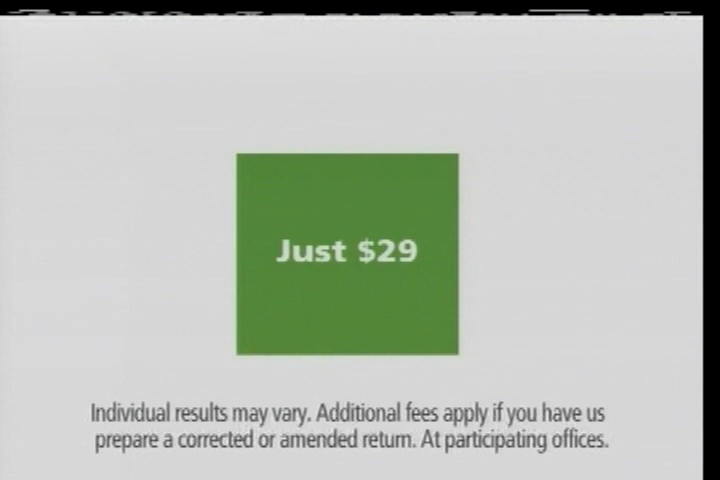 Just $29
Individual results may vary. Additional fees apply if you have us
prepare a corrected or amended return. At participating offices.